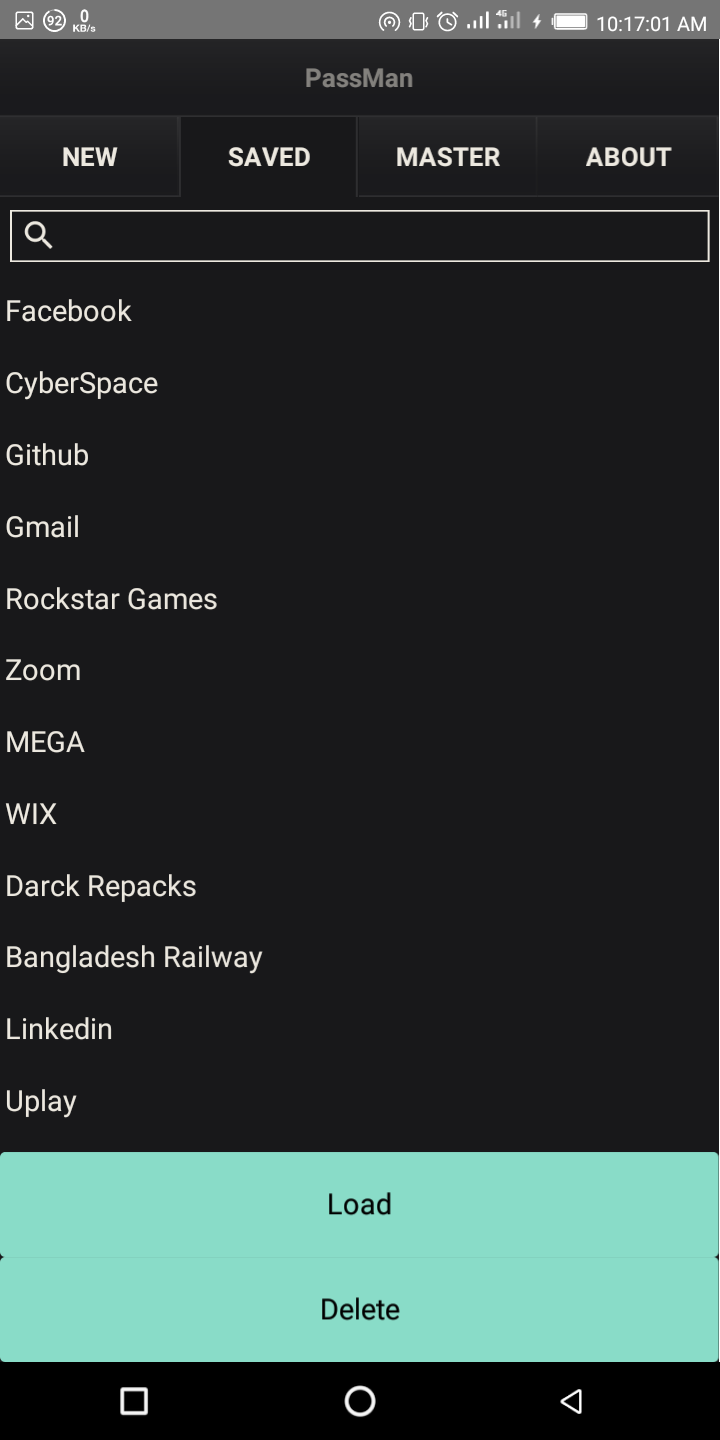 92 0 KB/s 4G 10:17:01 AM
PassMan
NEW SAVED MASTER ABOUT
Facebook
CyberSpace
Github
Gmail
Rockstar Games
Zoom
MEGA
WIX
Darck Repacks
Bangladesh Railway
Linkedin
Uplay
Load
Delete